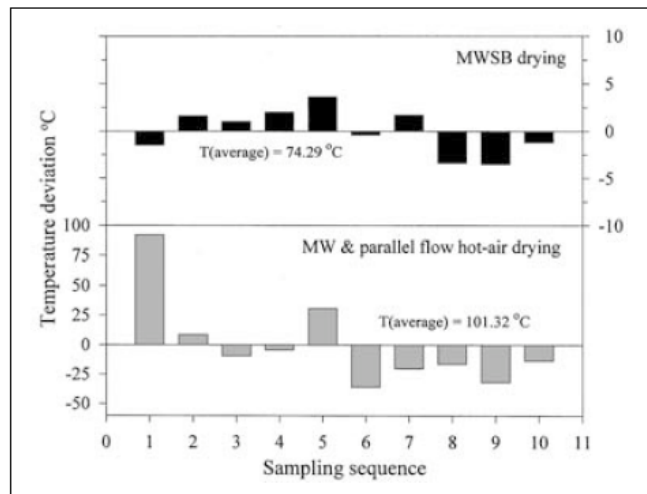 10
MWSB drying
5
0
T(average) = 74.29 °C
-5
-10
Temperature deviation °C
100
MW & parallel flow hot-air drying
75
50
25
T(average) = 101.32 °C
0
-25
-50
0 1 2 3 4 5 6 7 8 9 10 11
Sampling sequence